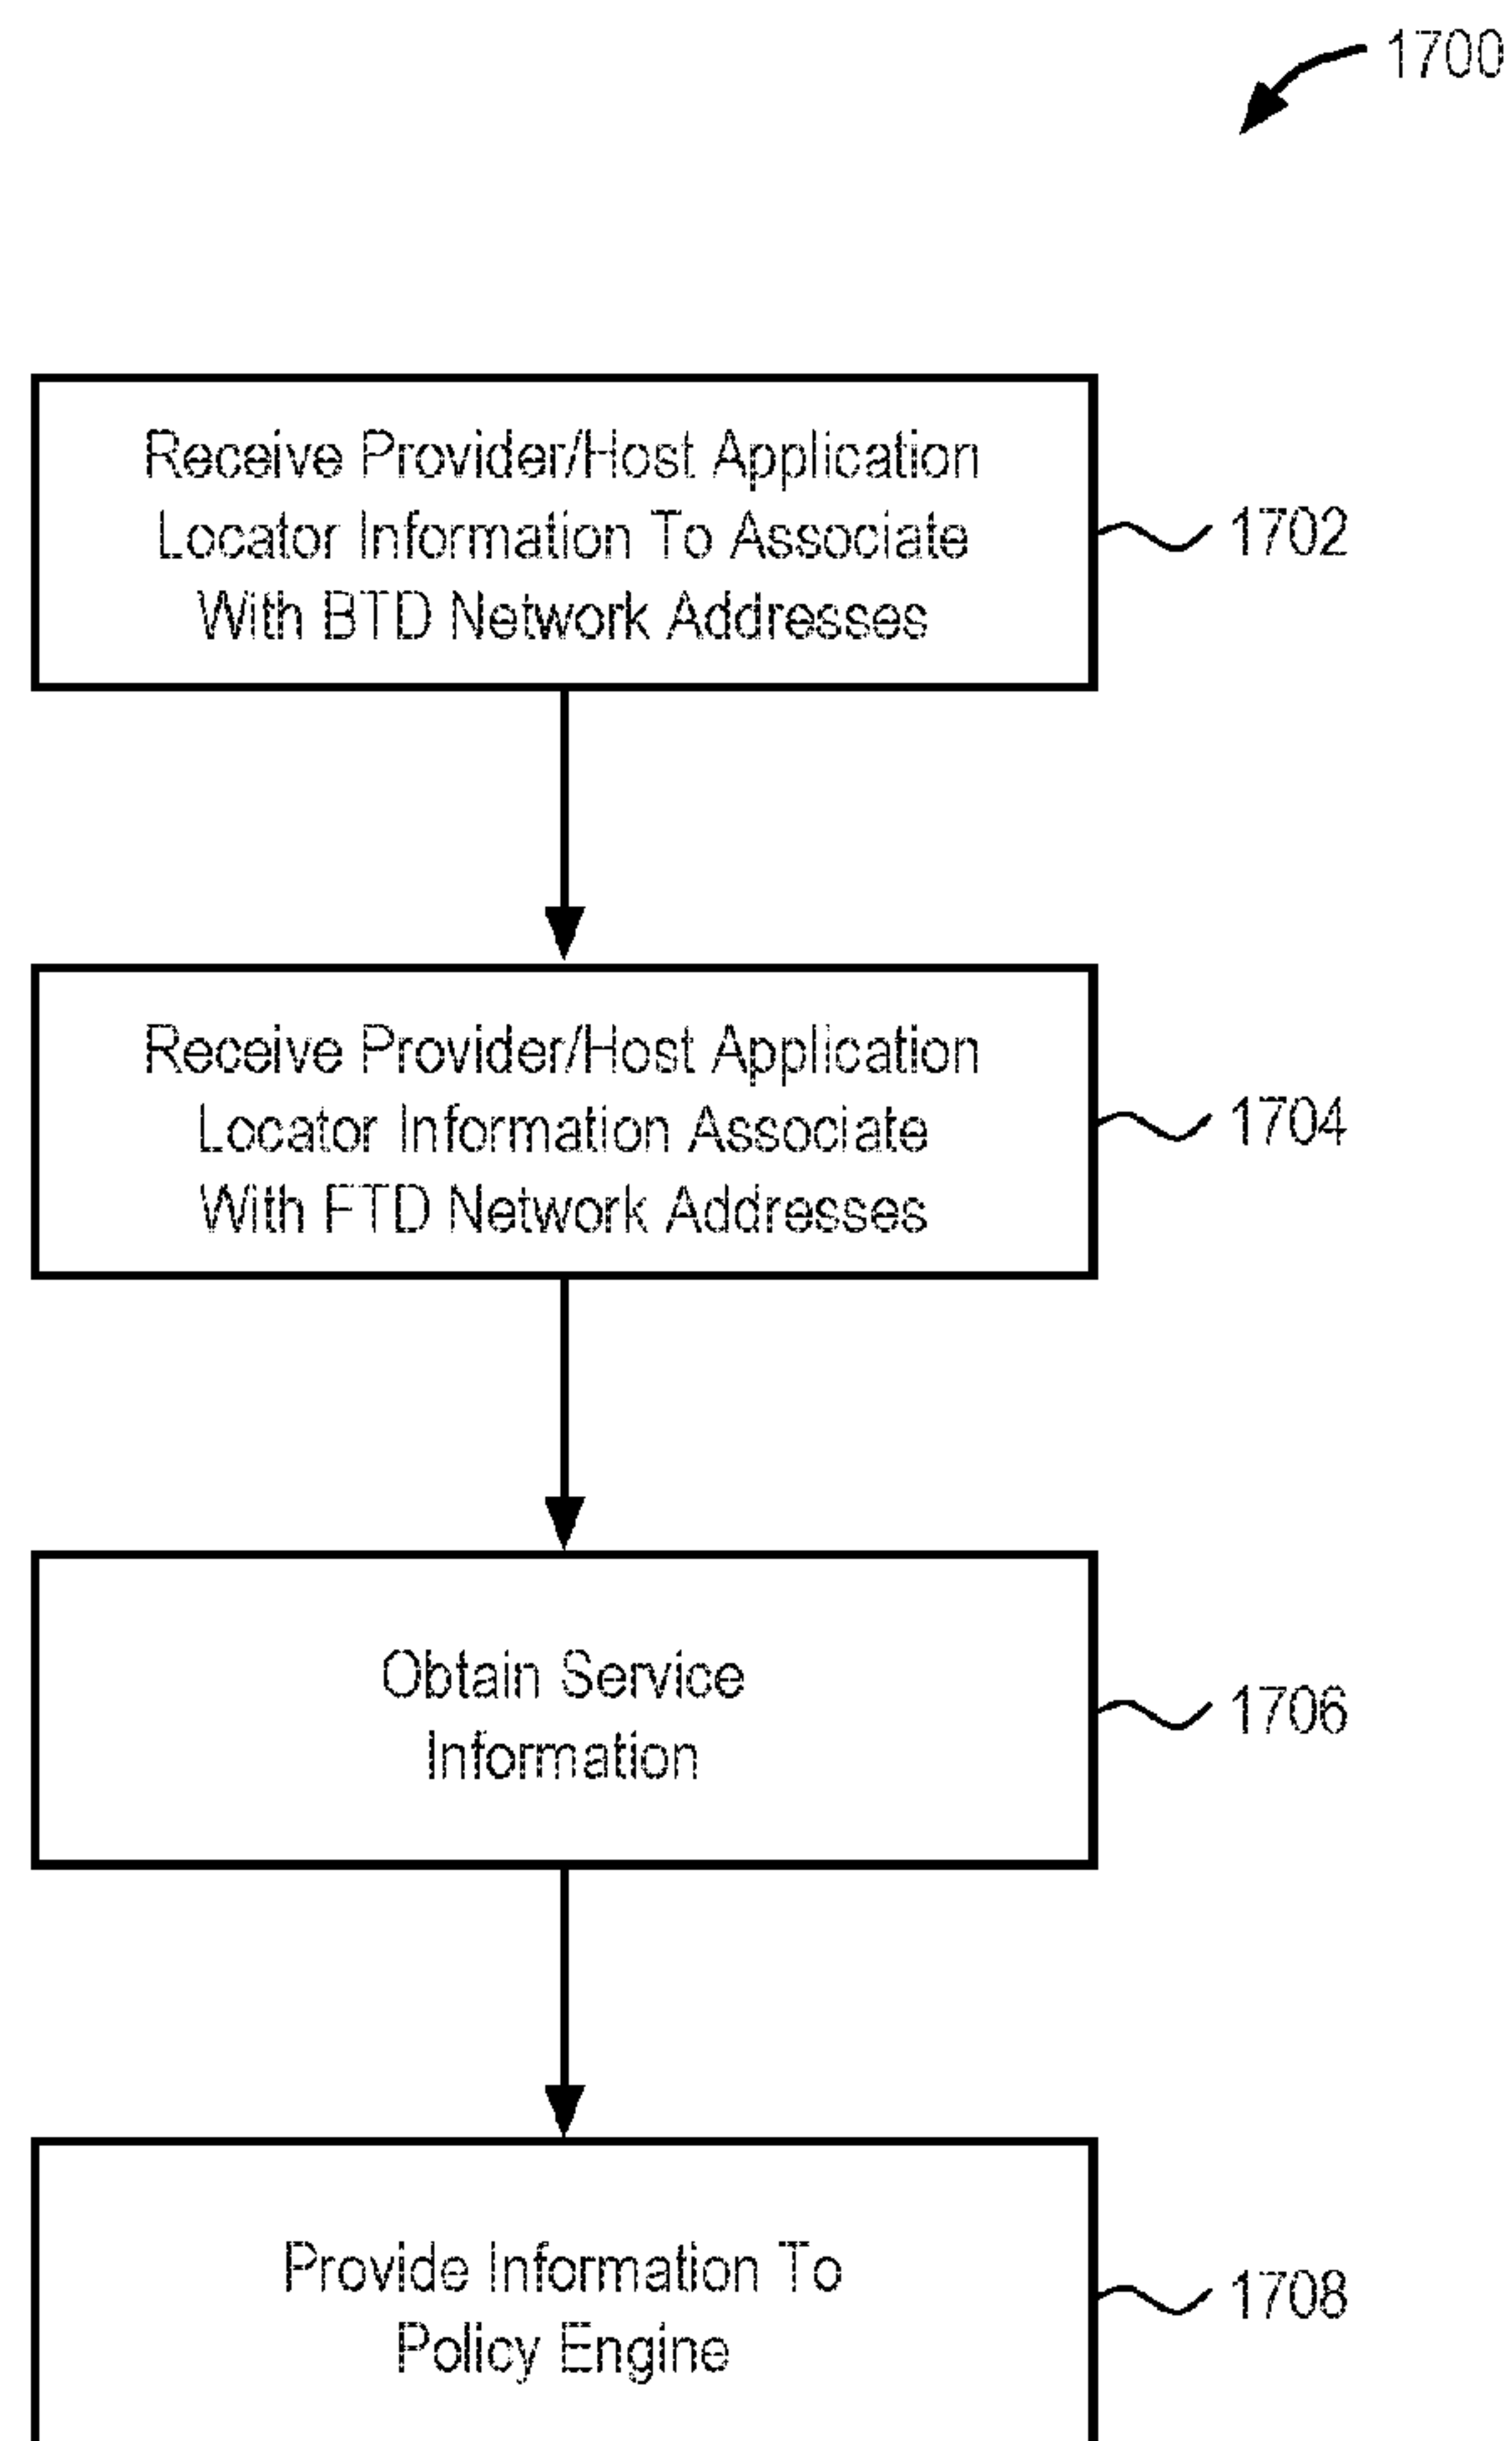 1700
Receive Provider/Host Application
Locator Information To Associate
With BTD Network Addresses
1702
Receive Provider/Host Application
Locator Information Associate
With FTD Network Addresses
1704
Obtain Service
Information
1706
Provide Information To
Policy Engine
1708